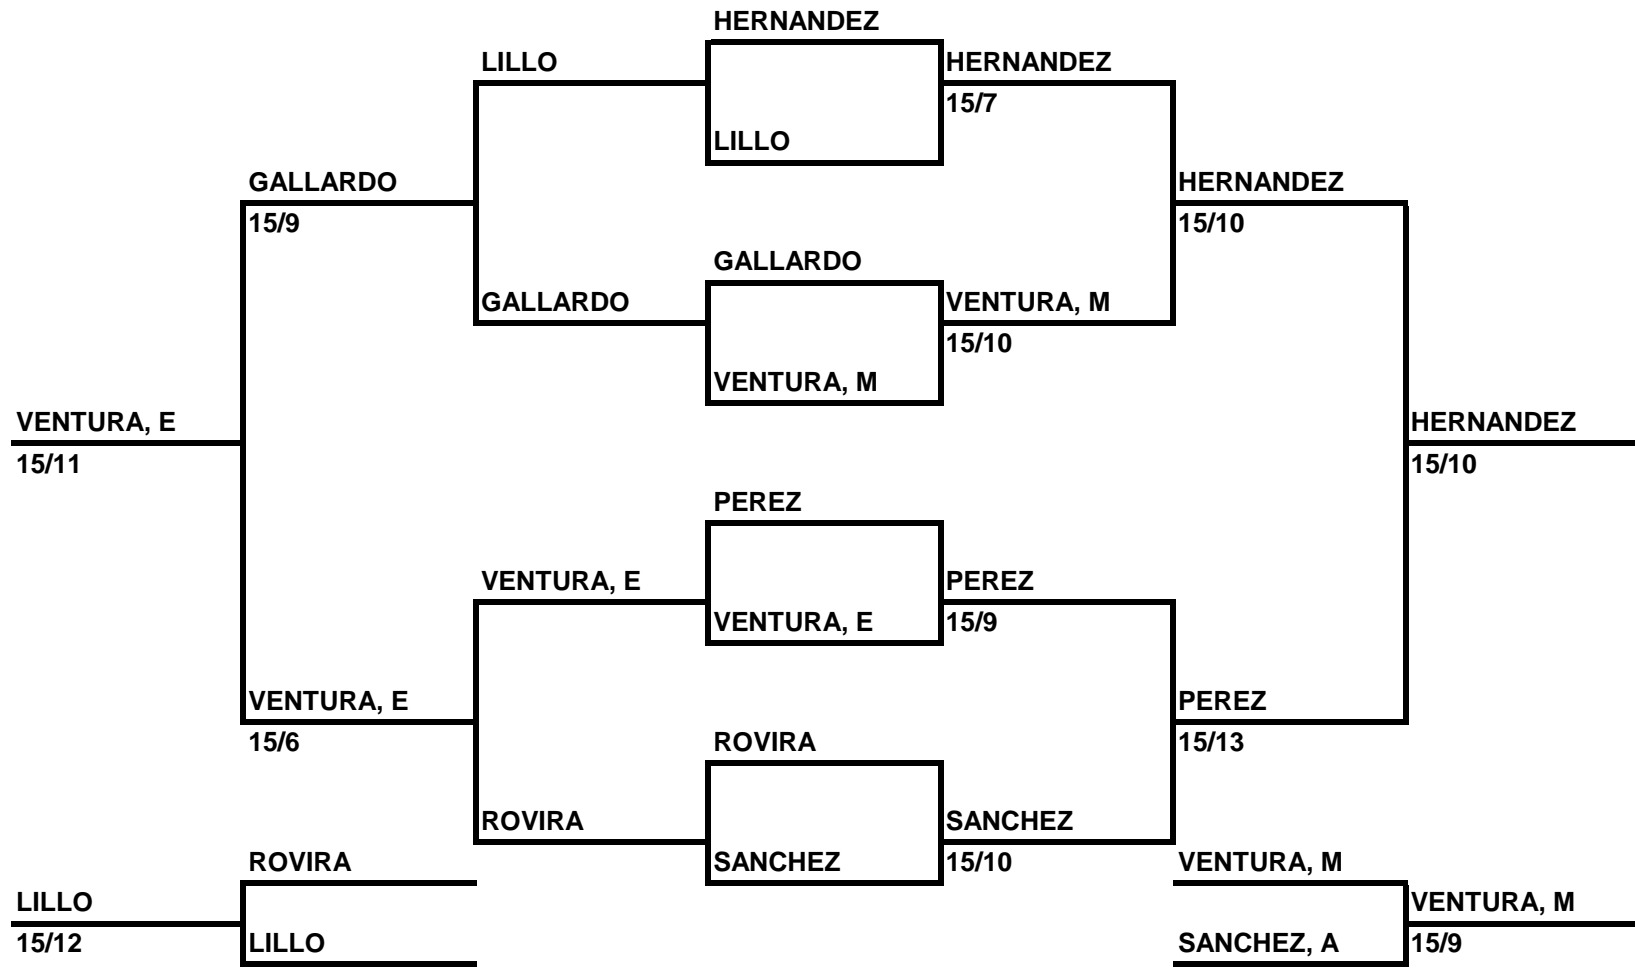 HERNANDEZ
LILLO
HERNANDEZ
15/7
LILLO
GALLARDO
15/9
HERNANDEZ
15/10
GALLARDO
GALLARDO
VENTURA, M
15/10
VENTURA, M
VENTURA, E
15/11
HERNANDEZ
15/10
PEREZ
VENTURA, E
PEREZ
VENTURA, E
15/9
VENTURA, E
15/6
PEREZ
15/13
ROVIRA
ROVIRA
SANCHEZ
SANCHEZ
15/10
ROVIRA
VENTURA, M
LILLO
15/12
LILLO
VENTURA, M
SANCHEZ, A
15/9